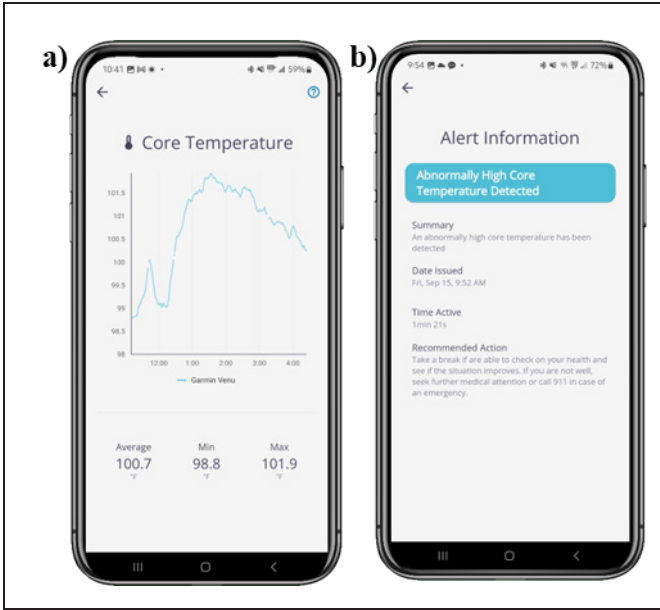 a)
10:41
59%
Core Temperature
101.5
101
100.5
100
99.5
99
98.5
98
12:00 1:00 2:00 3:00 4:00
Garmin Venu
Average Min Max
100.7 98.8 101.9
°F °F °F
b)
9:54
72%
Alert Information
Abnormally High Core
Temperature Detected
Summary
An abnormally high core temperature has been
detected
Date Issued
Fri, Sep 15, 9:52 AM
Time Active
1min 21s
Recommended Action
Take a break if are able to check on your health and
see if the situation improves. If you are not well,
seek further medical attention or call 911 in case of
an emergency.